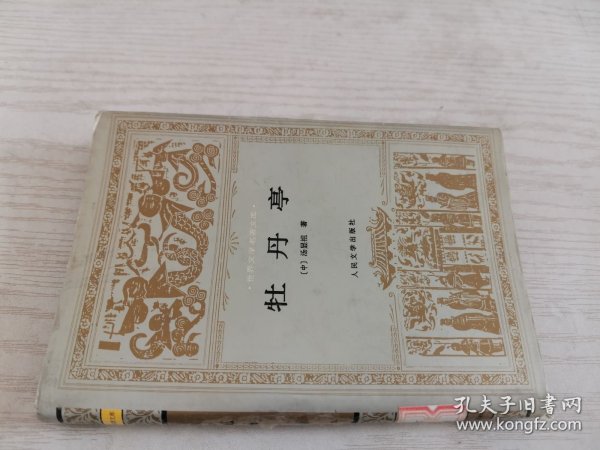 ·世界文学名著文库·
牡丹亭
〔中〕汤显祖 著
人民文学出版社
孔夫子旧书网
www.kongfz.com